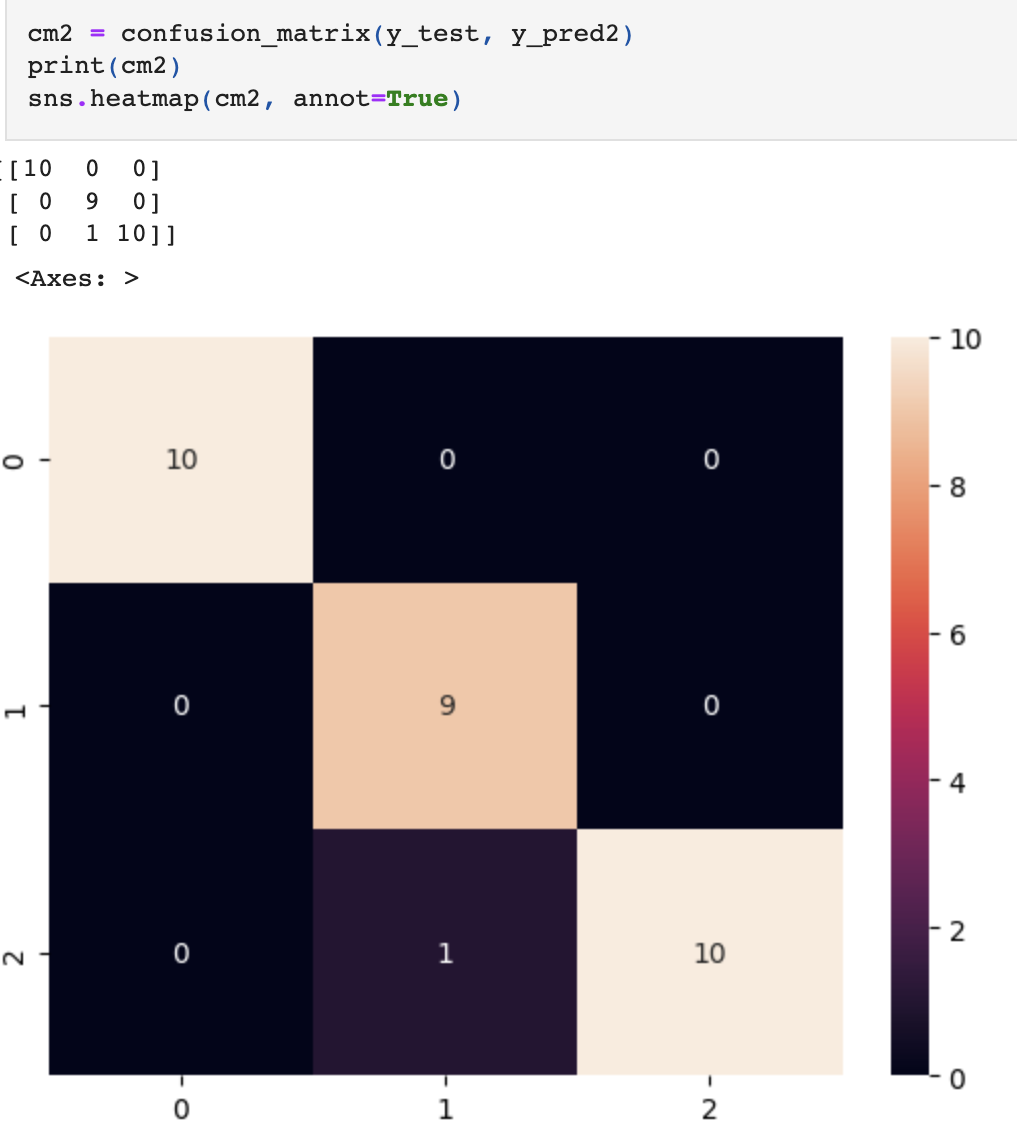 cm2 = confusion_matrix(y_test, y_pred2)
print(cm2)
sns.heatmap(cm2, annot=True)
[[10 0 0]
[ 0 9 0]
[ 0 1 10]]
<Axes: >
10
0 10 0 0
8
6
1 0 9 0
4
2
2 0 1 10
0
0 1 2